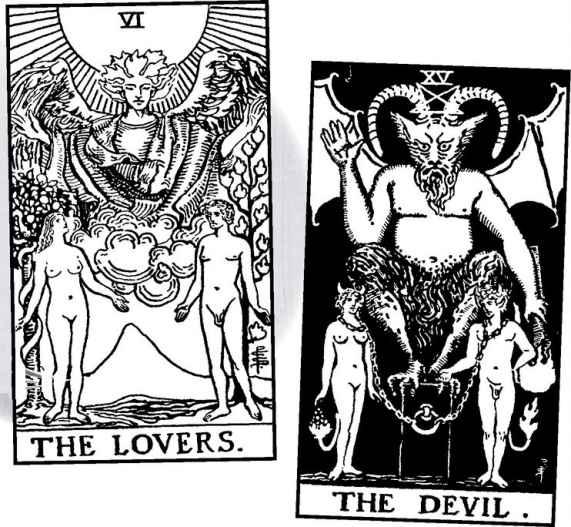 VI
THE LOVERS.
XV
THE DEVIL.